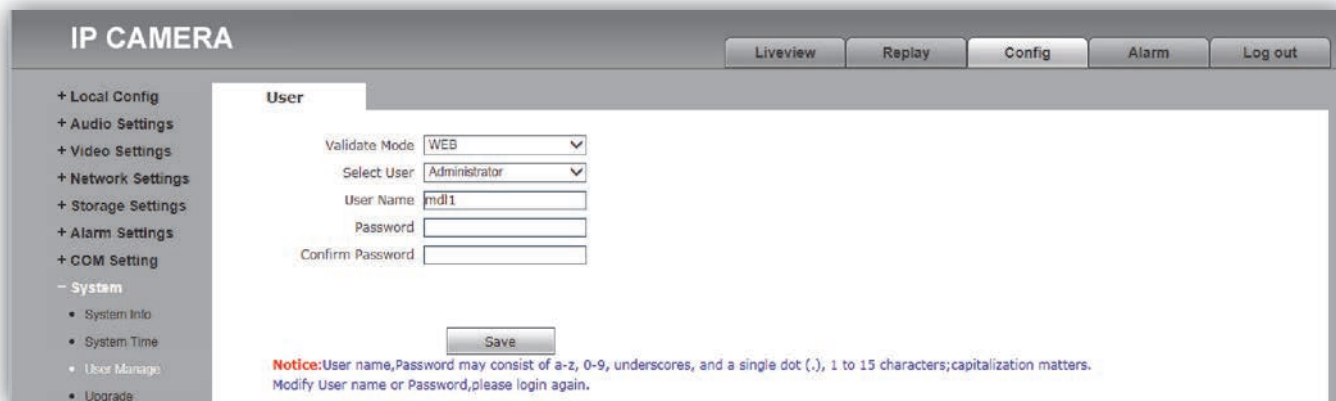 IP CAMERA
Liveview Replay Config Alarm Log out
+ Local Config
+ Audio Settings
+ Video Settings
+ Network Settings
+ Storage Settings
+ Alarm Settings
+ COM Setting
− System
• System Info
• System Time
• User Manage
• Upgrade
User
Validate Mode WEB
Select User Administrator
User Name mdl1
Password
Confirm Password
Save
Notice:User name,Password may consist of a-z, 0-9, underscores, and a single dot (.), 1 to 15 characters;capitalization matters.
Modify User name or Password,please login again.